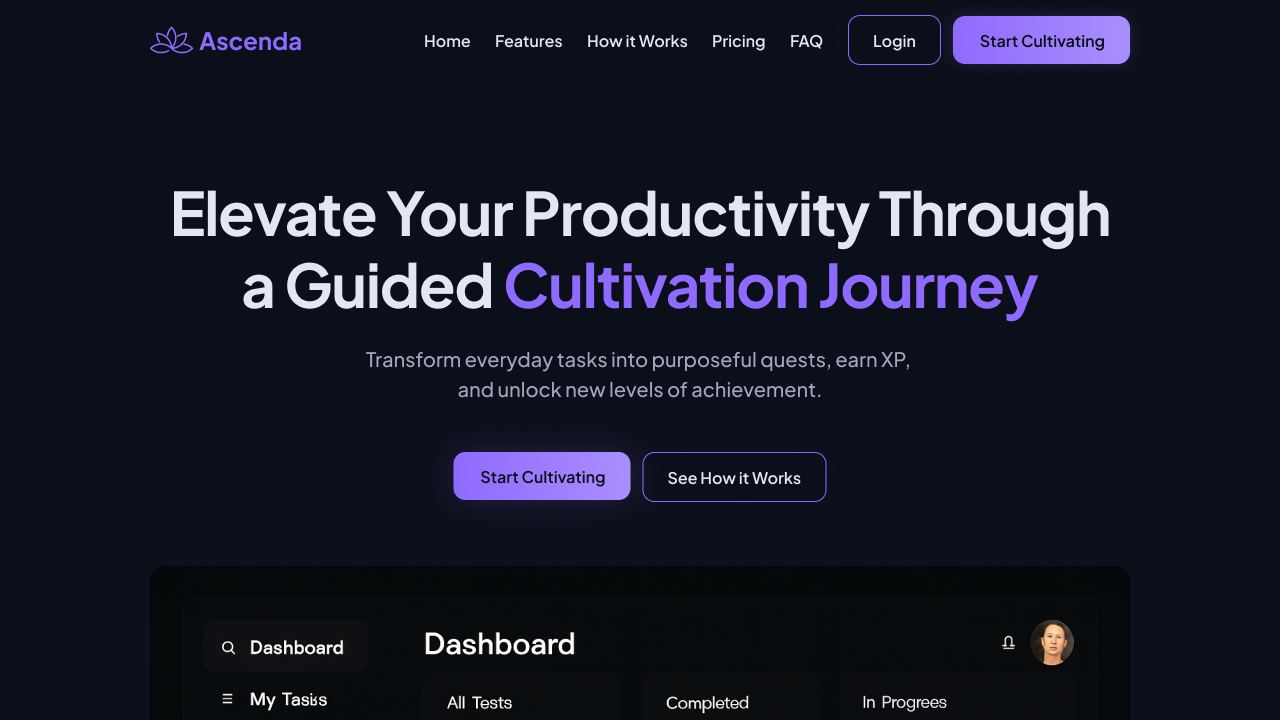 Ascenda
Home Features How it Works Pricing FAQ Login Start Cultivating
Elevate Your Productivity Through
a Guided Cultivation Journey
Transform everyday tasks into purposeful quests, earn XP,
and unlock new levels of achievement.
Start Cultivating See How it Works
Dashboard
Dashboard
My Tasks
All Tests Completed In Progrees